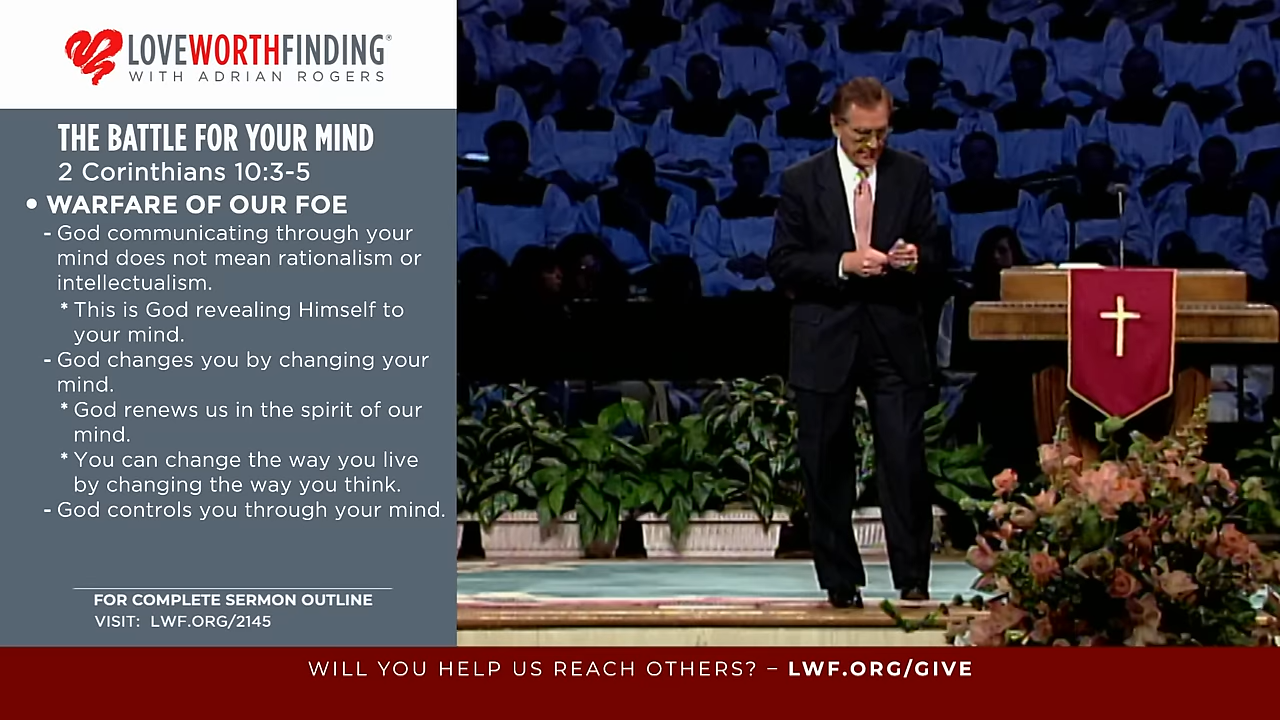 LOVEWORTHFINDING®
WITH ADRIAN ROGERS
THE BATTLE FOR YOUR MIND
2 Corinthians 10:3-5
• WARFARE OF OUR FOE
- God communicating through your
mind does not mean rationalism or
intellectualism.
* This is God revealing Himself to
your mind.
- God changes you by changing your
mind.
* God renews us in the spirit of our
mind.
* You can change the way you live
by changing the way you think.
- God controls you through your mind.
FOR COMPLETE SERMON OUTLINE
VISIT: LWF.ORG/2145
WILL YOU HELP US REACH OTHERS? – LWF.ORG/GIVE